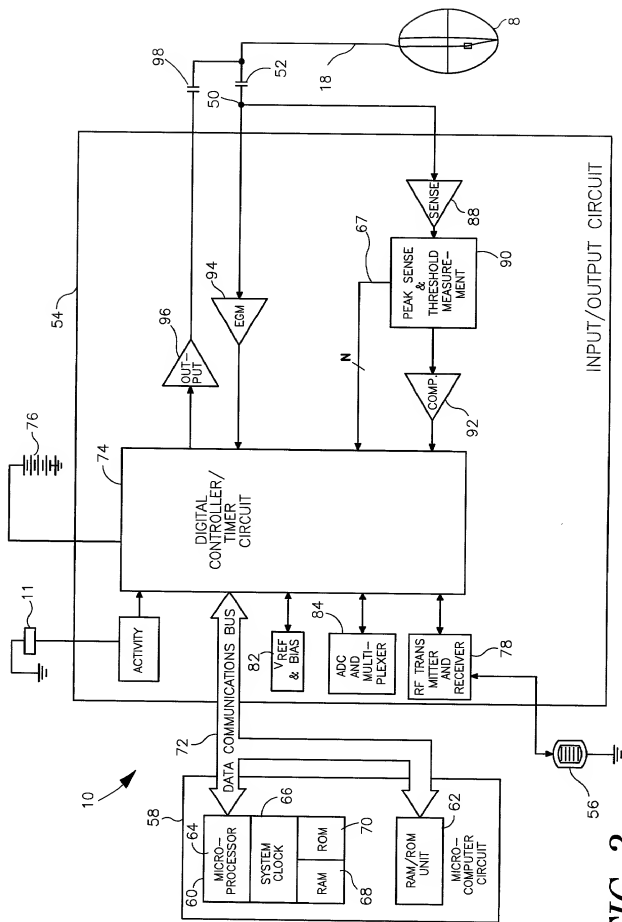 10
58
60
64
MICRO-
PROCESSOR
SYSTEM
CLOCK
66
RAM
ROM
68
70
RAM/ROM
UNIT
62
MICRO-
COMPUTER
CIRCUIT
72
DATA COMMUNICATIONS BUS
11
ACTIVITY
76
54
74
DIGITAL
CONTROLLER/
TIMER
CIRCUIT
82
VREF
& BIAS
84
ADC
AND
MULTI-
PLEXER
RF TRANS
MITTER
AND
RECEIVER
78
56
96
OUT-
PUT
94
EGM
N
67
SENSE
88
PEAK SENSE
&
THRESHOLD
MEASURE-
MENT
90
COMP.
92
98
50
52
18
8
INPUT/OUTPUT CIRCUIT